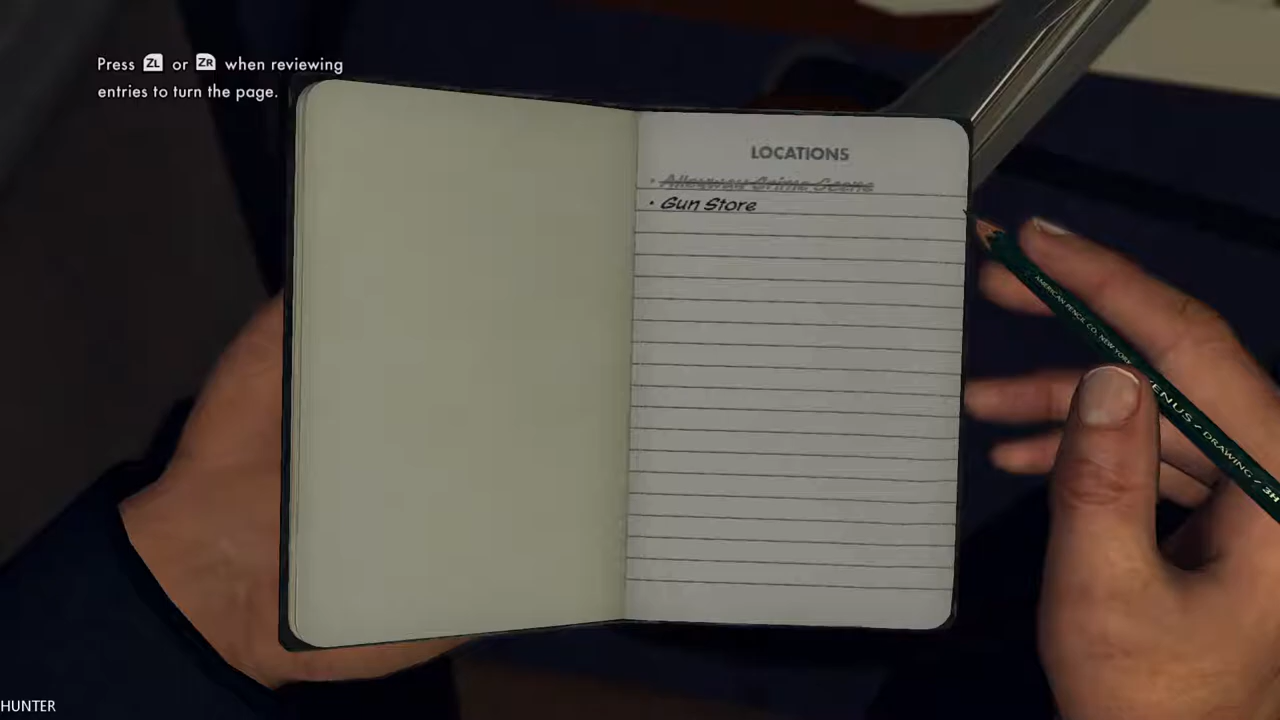 Press ZL or ZR when reviewing
entries to turn the page.
LOCATIONS
• Alleyway Crime Scene
• Gun Store
AMERICAN PENCIL CO. NEW YORK
VENUS / DRAWING / 3H
HUNTER